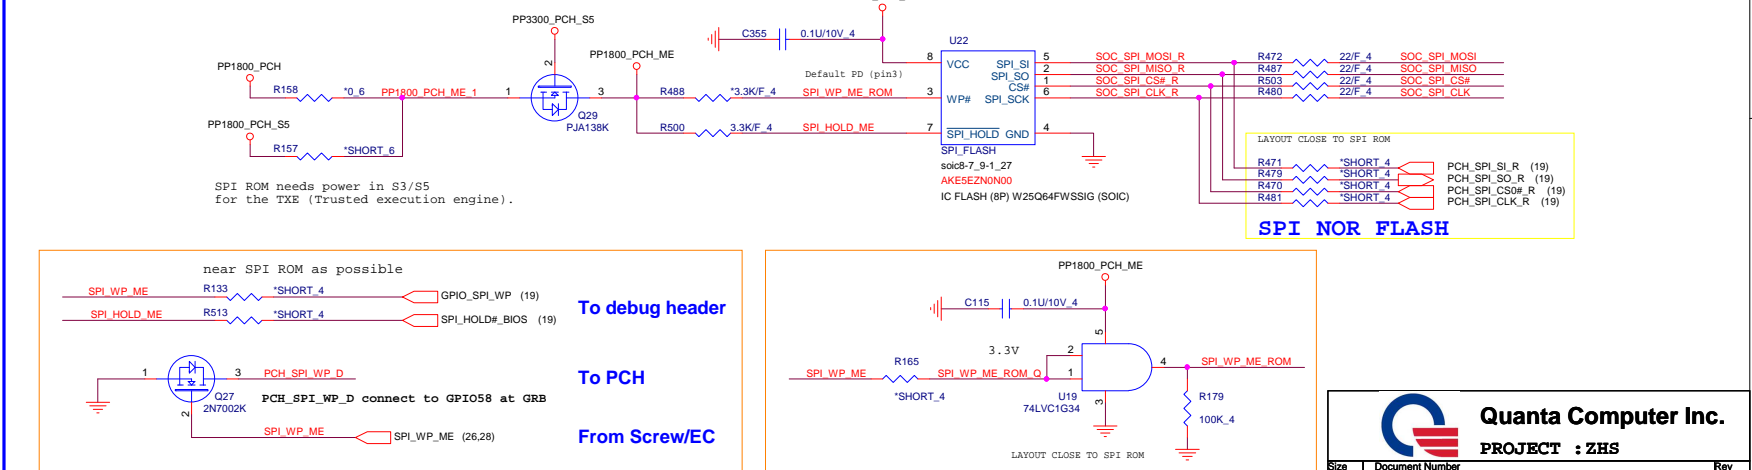 PP3300_PCH_S5
C355 0.1U/10V_4
U22
PP1800_PCH
PP1800_PCH_ME
8 VCC SPI_SI 5 SOC_SPI_MOSI_R R472 22/F_4 SOC_SPI_MOSI
SPI_SO 2 SOC_SPI_MISO_R R487 22/F_4 SOC_SPI_MISO
CS# 1 SOC_SPI_CS#_R R503 22/F_4 SOC_SPI_CS#
SPI_SCK 6 SOC_SPI_CLK_R R480 22/F_4 SOC_SPI_CLK
2
Default PD (pin3)
R158 *0_6 PP1800_PCH_ME_1 1 3 R488 *3.3K/F_4 SPI_WP_ME_ROM 3 WP#
Q29
PJA138K
PP1800_PCH_S5
R500 3.3K/F_4 SPI_HOLD_ME 7 SPI_HOLD GND 4
R157 *SHORT_6
SPI_FLASH
soic8-7_9-1_27
AKE5EZN0N00
IC FLASH (8P) W25Q64FWSSIG (SOIC)
LAYOUT CLOSE TO SPI ROM
R471 *SHORT_4 PCH_SPI_SI_R (19)
R479 *SHORT_4 PCH_SPI_SO_R (19)
R470 *SHORT_4 PCH_SPI_CS0#_R (19)
R481 *SHORT_4 PCH_SPI_CLK_R (19)
SPI NOR FLASH
SPI ROM needs power in S3/S5
for the TXE (Trusted execution engine).
near SPI ROM as possible
SPI_WP_ME R133 *SHORT_4 GPIO_SPI_WP (19)
SPI_HOLD_ME R513 *SHORT_4 SPI_HOLD#_BIOS (19)
To debug header
1 3 PCH_SPI_WP_D
To PCH
Q27
2N7002K
PCH_SPI_WP_D connect to GPIO58 at GRB
2
SPI_WP_ME SPI_WP_ME (26,28)
From Screw/EC
PP1800_PCH_ME
C115 0.1U/10V_4
5
3.3V
2
SPI_WP_ME R165 SPI_WP_ME_ROM_Q 1 4 SPI_WP_ME_ROM
*SHORT_4
U19
74LVC1G34
3
R179
100K_4
LAYOUT CLOSE TO SPI ROM
Quanta Computer Inc.
PROJECT : ZHS
Size Document Number Rev